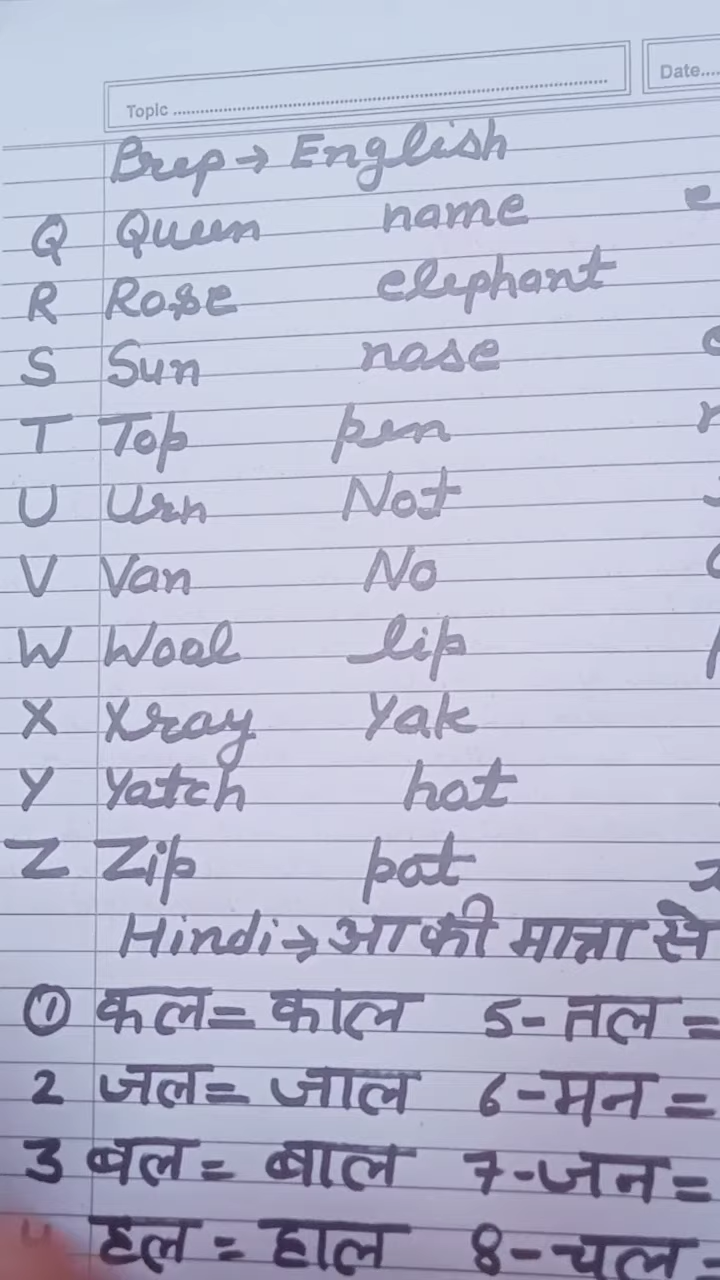 Topic
Date....
Prep → English
Q Queen name e
R Rose elephant
S Sun nose
T Top pen
U Urn Not
V Van No
W Wool lip
X Xray Yak
Y Yatch hot
Z Zip pot
Hindi → आ की मात्रा से
① कल = काल 5 - तल =
2 जल = जाल 6 - मन =
3 बल = बाल 7 - जन =
4 हल = हाल 8 - चल =